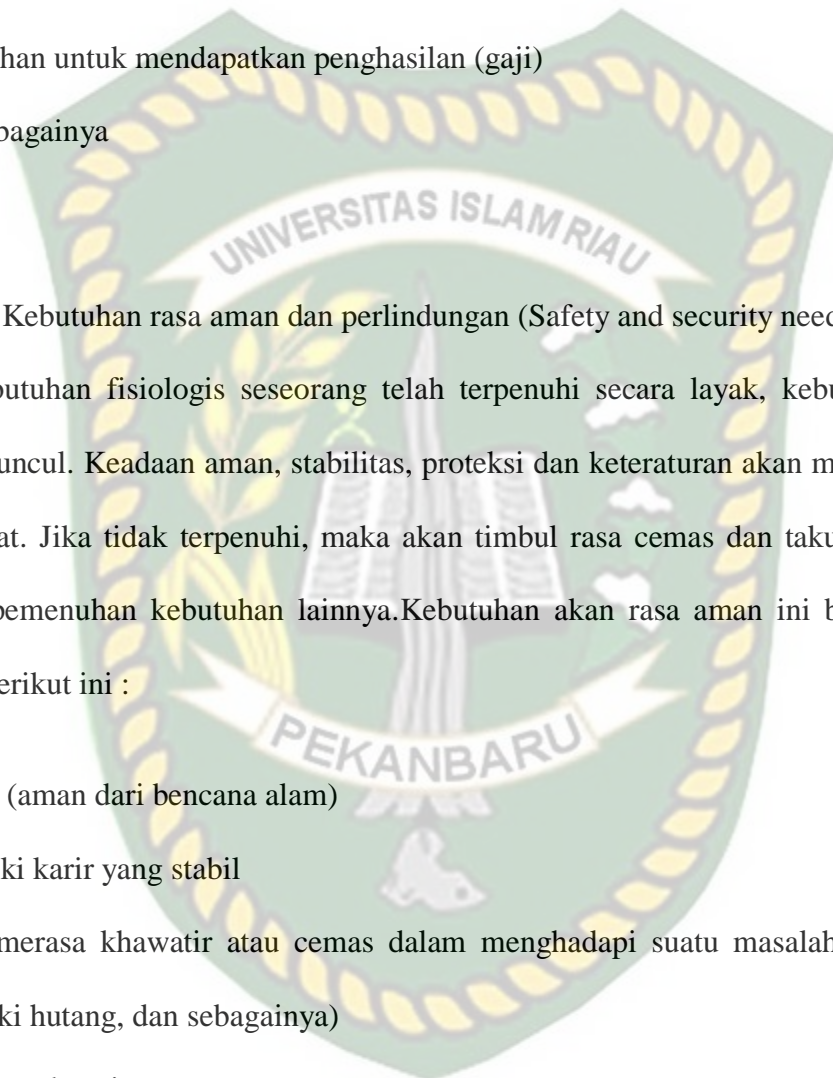 han untuk mendapatkan penghasilan (gaji)
bagainya
UNIVERSITAS ISLAM RIAU
Kebutuhan rasa aman dan perlindungan (Safety and security need
butuhan fisiologis seseorang telah terpenuhi secara layak, kebu
uncul. Keadaan aman, stabilitas, proteksi dan keteraturan akan m
at. Jika tidak terpenuhi, maka akan timbul rasa cemas dan taku
pemenuhan kebutuhan lainnya.Kebutuhan akan rasa aman ini b
erikut ini :
PEKANBARU
(aman dari bencana alam)
ki karir yang stabil
merasa khawatir atau cemas dalam menghadapi suatu masalah
ki hutang, dan sebagainya)